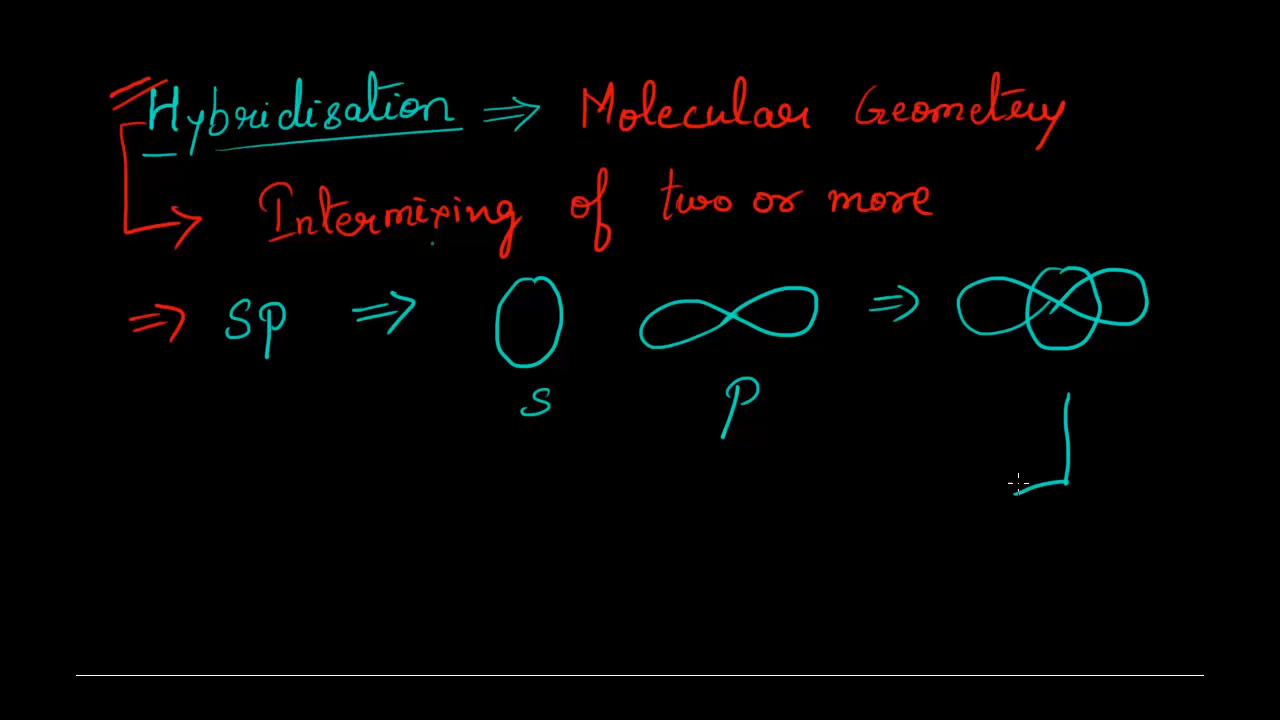 Hybridisation ⇒ Molecular Geometry
→ Intermixing of two or more
⇒ sp ⇒ ⇒
s p